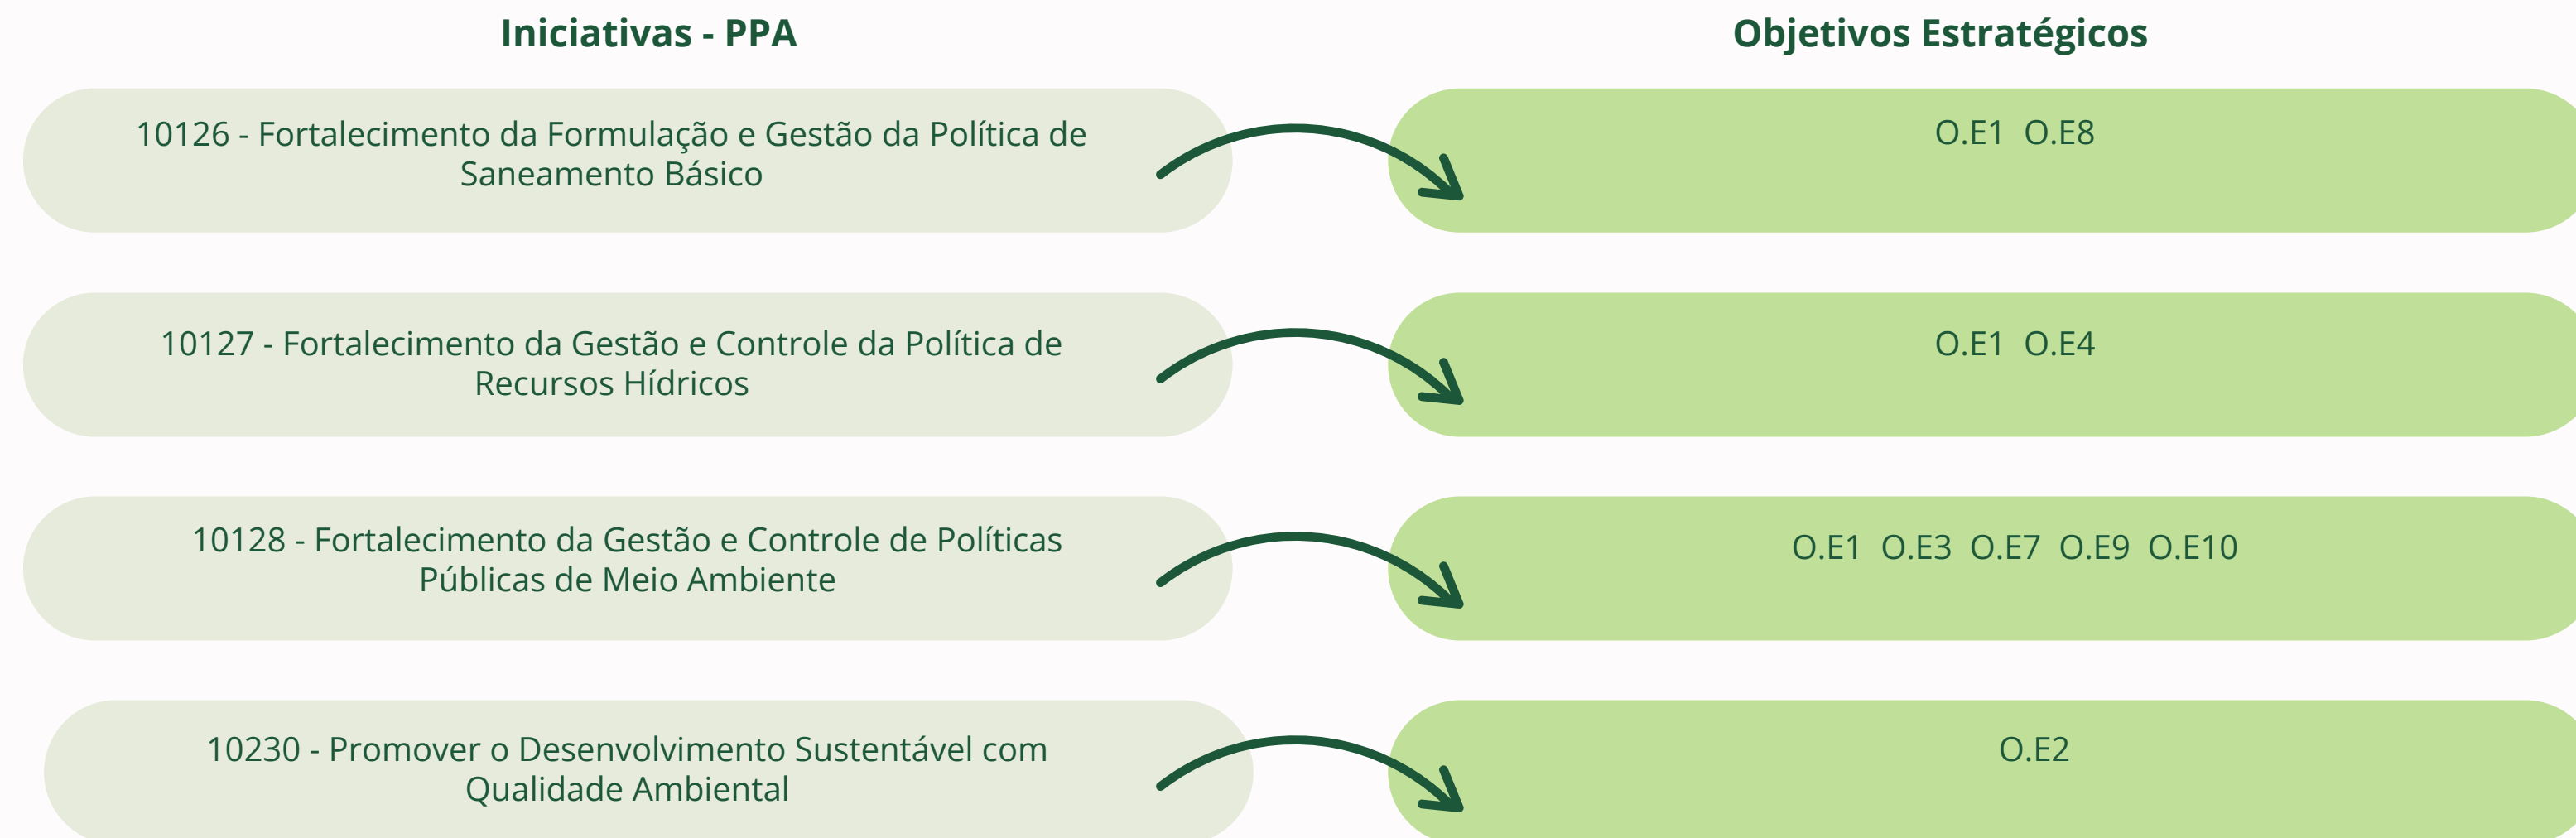 Iniciativas - PPA
Objetivos Estratégicos
10126 - Fortalecimento da Formulação e Gestão da Política de
Saneamento Básico
O.E1 O.E8
10127 - Fortalecimento da Gestão e Controle da Política de
Recursos Hídricos
O.E1 O.E4
10128 - Fortalecimento da Gestão e Controle de Políticas
Públicas de Meio Ambiente
O.E1 O.E3 O.E7 O.E9 O.E10
10230 - Promover o Desenvolvimento Sustentável com
Qualidade Ambiental
O.E2